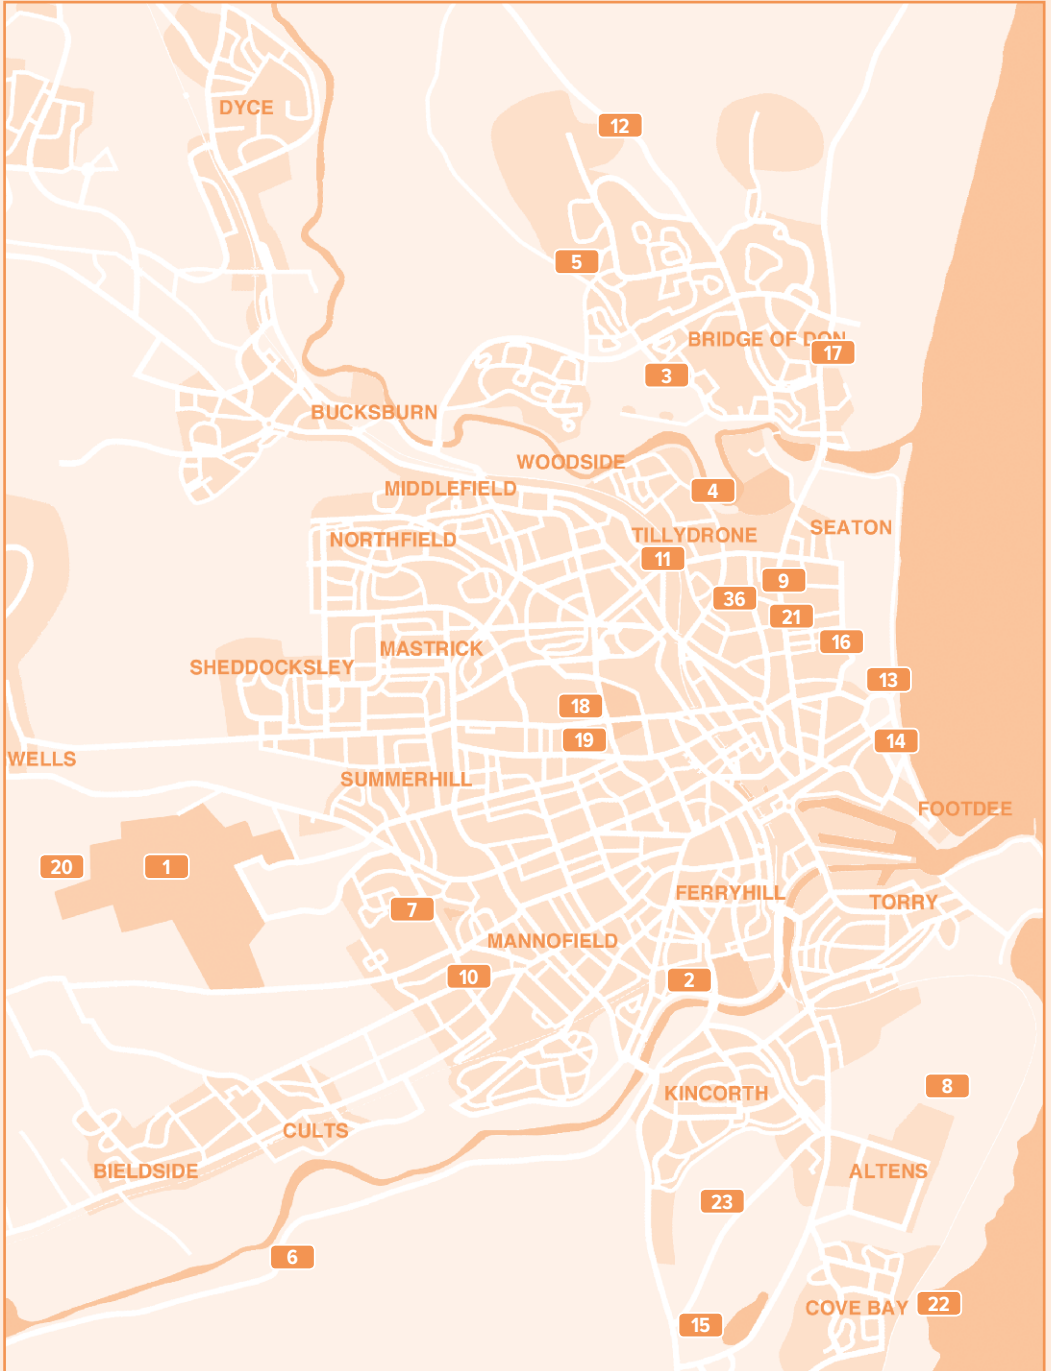 DYCE
12
5
BRIDGE OF DON
17
3
BUCKSBURN
WOODSIDE
MIDDLEFIELD
4
SEATON
NORTHFIELD
TILLYDRONE
11
9
36
21
16
MASTRICK
SHEDDOCKSLEY
13
18
19
14
WELLS
SUMMERHILL
FOOTDEE
20
1
FERRYHILL
TORRY
7
MANNOFIELD
10
2
8
KINCORTH
CULTS
BIELDSIDE
ALTENS
23
6
22
COVE BAY
15